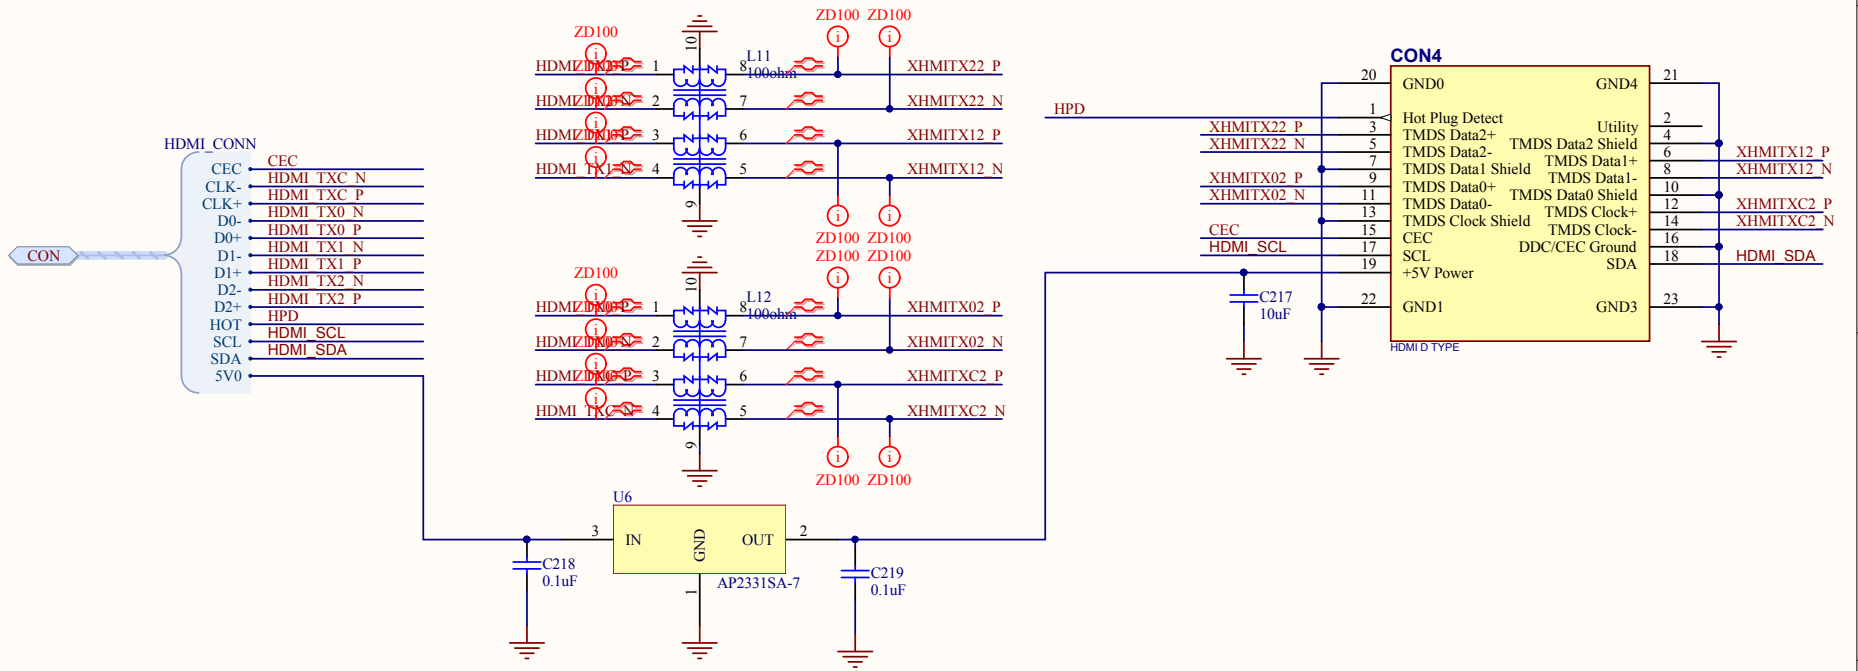 HDMI_CONN
CEC CEC
CLK- HDMI_TXC_N
CLK+ HDMI_TXC_P
D0- HDMI_TX0_N
D0+ HDMI_TX0_P
D1- HDMI_TX1_N
D1+ HDMI_TX1_P
D2- HDMI_TX2_N
D2+ HDMI_TX2_P
HOT HPD
SCL HDMI_SCL
SDA HDMI_SDA
5V0
CON
ZD100 ZD100
ZD100
i i i
10
L11
100ohm
1 8 XHMITX22_P
i
2 7 XHMITX22_N
i
3 6 XHMITX12_P
i
HDMI_TX1_N 4 5 XHMITX12_N
9
i i
ZD100 ZD100
ZD100 ZD100
ZD100
i i i
10
L12
100ohm
1 8 XHMITX02_P
i
2 7 XHMITX02_N
i
3 6 XHMITXC2_P
i
HDMI_TXC_N 4 5 XHMITXC2_N
9
i i
ZD100 ZD100
U6
3 IN GND OUT 2
1
AP2331SA-7
C218
0.1uF
C219
0.1uF
CON4
20 GND0 GND4 21
HPD 1 Hot Plug Detect
Utility 2
XHMITX22_P 3 TMDS Data2+
TMDS Data2 Shield 4
XHMITX22_N 5 TMDS Data2-
TMDS Data1+ 6 XHMITX12_P
7 TMDS Data1 Shield
TMDS Data1- 8 XHMITX12_N
XHMITX02_P 9 TMDS Data0+
TMDS Data0 Shield 10
XHMITX02_N 11 TMDS Data0-
TMDS Clock+ 12 XHMITXC2_P
13 TMDS Clock Shield
TMDS Clock- 14 XHMITXC2_N
CEC 15 CEC
DDC/CEC Ground 16
HDMI_SCL 17 SCL
SDA 18 HDMI_SDA
19 +5V Power
22 GND1 GND3 23
HDMI D TYPE
C217
10uF